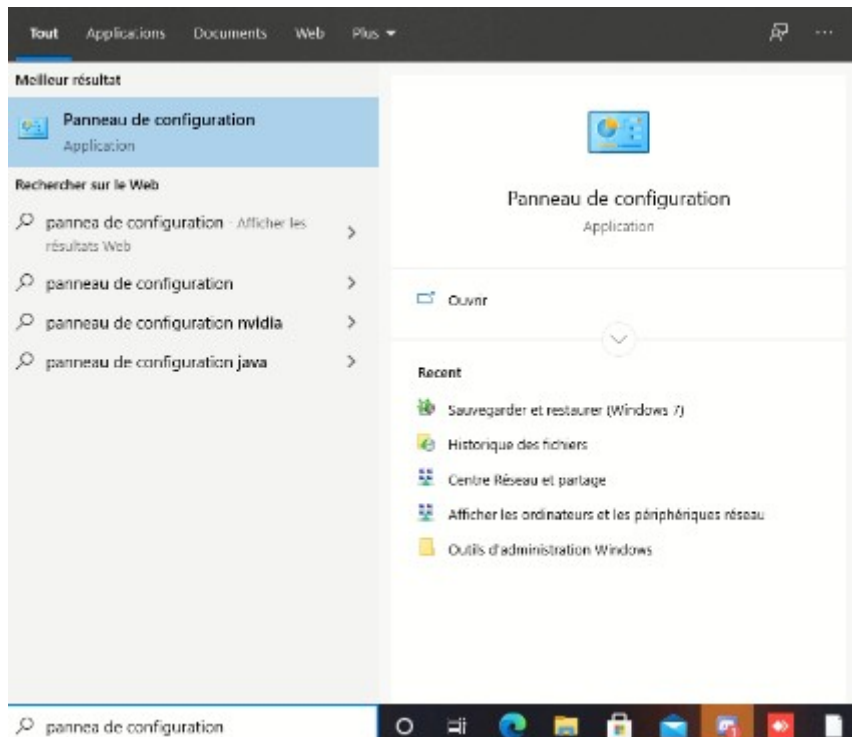 Tout Applications Documents Web Plus
Meilleur résultat
Panneau de configuration
Application
Rechercher sur le Web
pannea de configuration - Afficher les
résultats Web
panneau de configuration
panneau de configuration nvidia
panneau de configuration java
Panneau de configuration
Application
Ouvrir
Recent
Sauvegarder et restaurer (Windows 7)
Historique des fichiers
Centre Réseau et partage
Afficher les ordinateurs et les périphériques réseau
Outils d'administration Windows
pannea de configuration
1